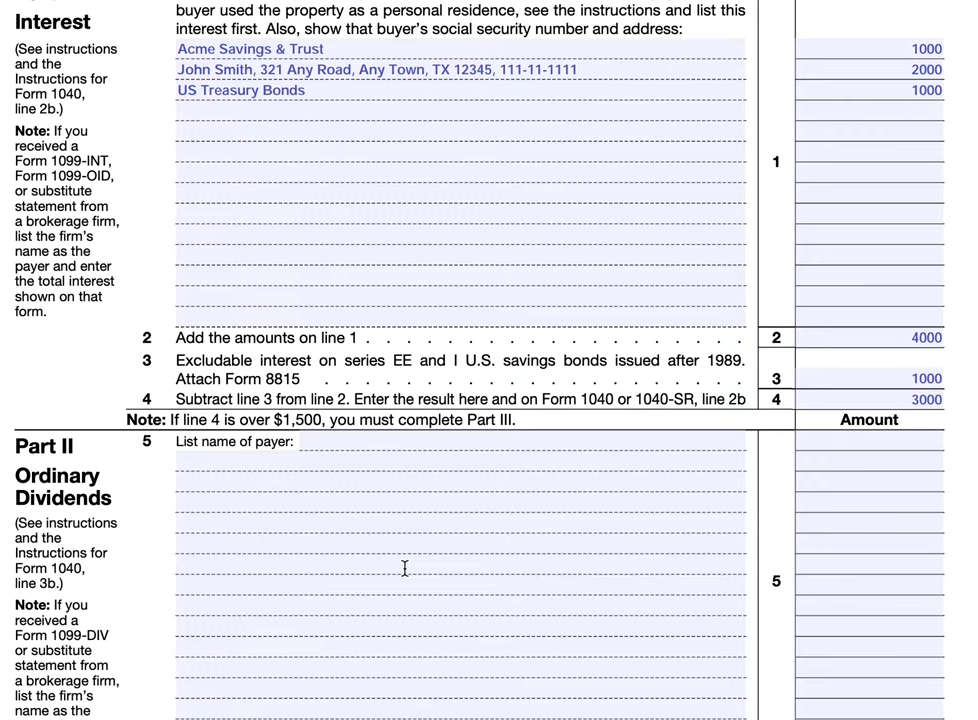 buyer used the property as a personal residence, see the instructions and list this
interest first. Also, show that buyer's social security number and address:
Interest
(See instructions
and the
Instructions for
Form 1040,
line 2b.)
Note: If you
received a
Form 1099-INT,
Form 1099-OID,
or substitute
statement from
a brokerage firm,
list the firm's
name as the
payer and enter
the total interest
shown on that
form.
Acme Savings & Trust 1000
John Smith, 321 Any Road, Any Town, TX 12345, 111-11-1111 2000
US Treasury Bonds 1000
1
2 Add the amounts on line 1 . . . . . . . . . . . . . . . . . . 2 4000
3 Excludable interest on series EE and I U.S. savings bonds issued after 1989.
Attach Form 8815 . . . . . . . . . . . . . . . . . . . . 3 1000
4 Subtract line 3 from line 2. Enter the result here and on Form 1040 or 1040-SR, line 2b 4 3000
Note: If line 4 is over $1,500, you must complete Part III. Amount
Part II
Ordinary
Dividends
(See instructions
and the
Instructions for
Form 1040,
line 3b.)
Note: If you
received a
Form 1099-DIV
or substitute
statement from
a brokerage firm,
list the firm's
name as the
5 List name of payer:
5